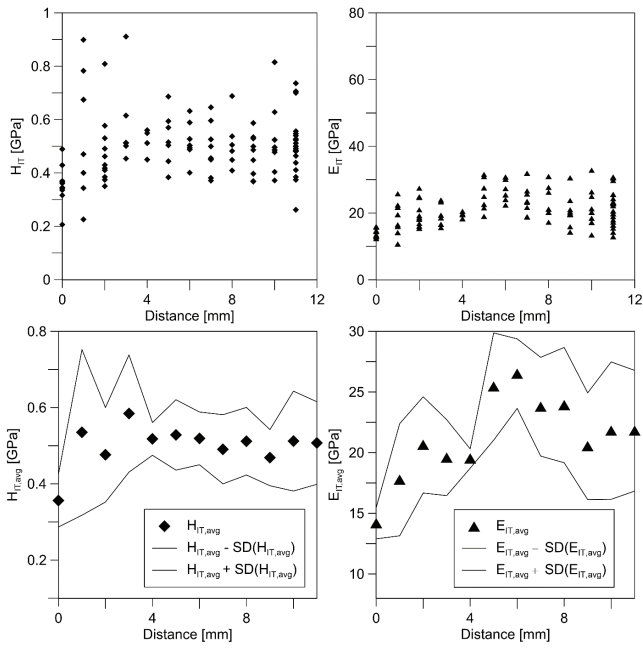 1
0.8
0.6
0.4
0.2
0
H_IT [GPa]
0 4 8 12
Distance [mm]
80
60
40
20
0
E_IT [GPa]
0 4 8 12
Distance [mm]
0.8
0.6
0.4
0.2
H_IT.avg [GPa]
H_IT,avg
H_IT,avg - SD(H_IT,avg)
H_IT,avg + SD(H_IT,avg)
0 4 8
Distance [mm]
30
25
20
15
10
E_IT.avg [GPa]
E_IT,avg
E_IT,avg - SD(E_IT,avg)
E_IT,avg + SD(E_IT,avg)
0 4 8
Distance [mm]